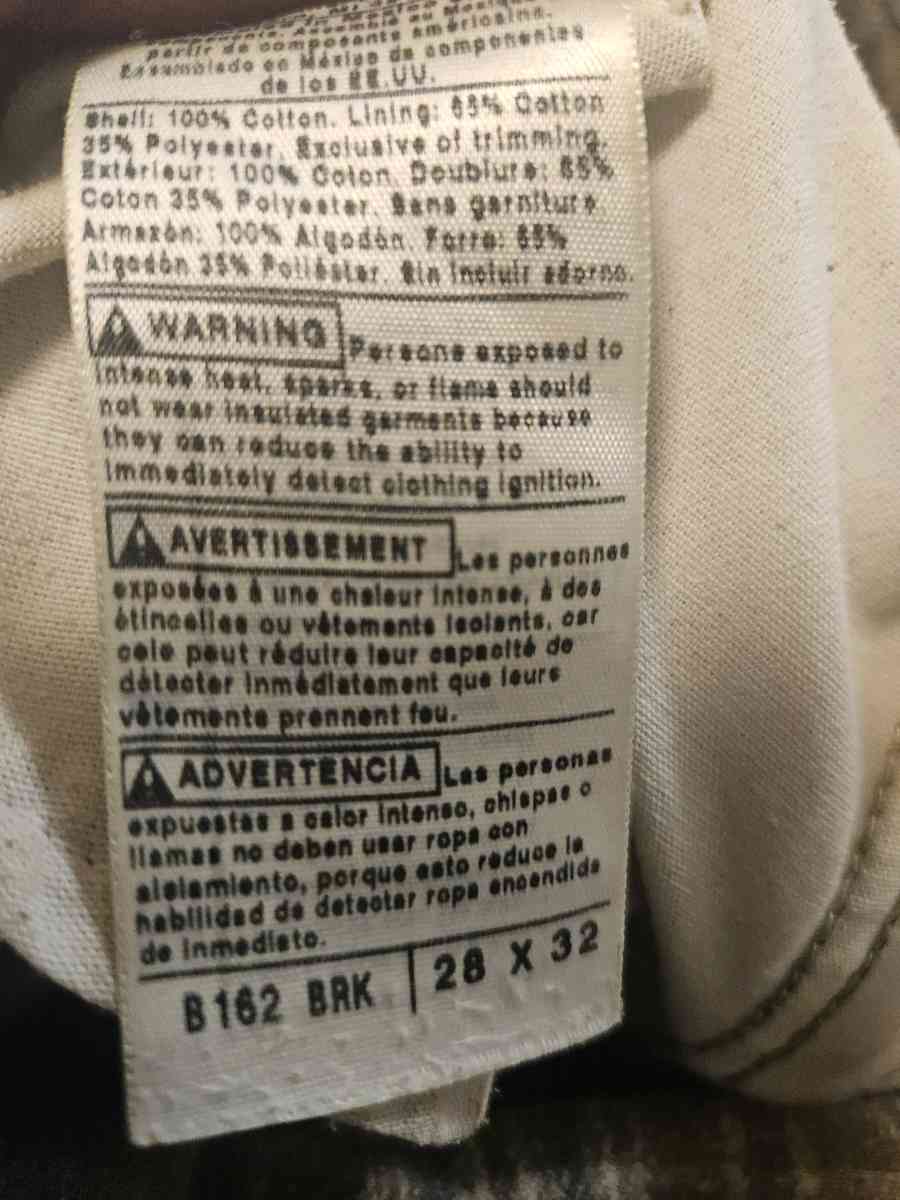 partir de composants américains.
Ensamblado en México de componentes
de los EE.UU.
Shell: 100% Cotton. Lining: 65% Cotton
35% Polyester. Exclusive of trimming.
Extérieur: 100% Coton. Doublure: 65%
Coton 35% Polyester. Sans garniture.
Armazón: 100% Algodón. Forro: 65%
Algodón 35% Poliéster. Sin incluir adorno.
WARNING Persons exposed to
intense heat, sparks, or flame should
not wear insulated garments because
they can reduce the ability to
immediately detect clothing ignition.
AVERTISSEMENT Les personnes
exposées à une chaleur intense, à des
étincelles ou vêtements isolants, car
cela peut réduire leur capacité de
détecter inmédiatement que leurs
vêtements prennent feu.
ADVERTENCIA Las personas
expuestas a calor intenso, chispas o
llamas no deben usar ropa con
aislamiento, porque esto reduce la
habilidad de detectar ropa encendida
de inmediato.
B162 BRK 28 X 32